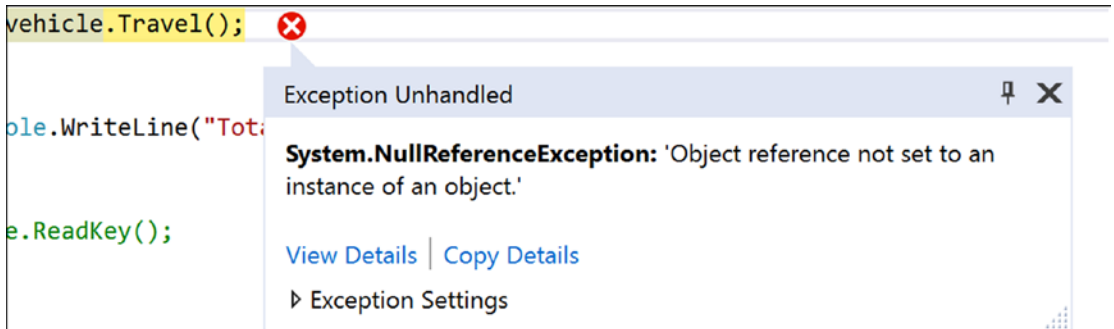 vehicle.Travel();
Exception Unhandled
ole.WriteLine("Tota
System.NullReferenceException: 'Object reference not set to an
instance of an object.'
e.ReadKey();
View Details | Copy Details
Exception Settings